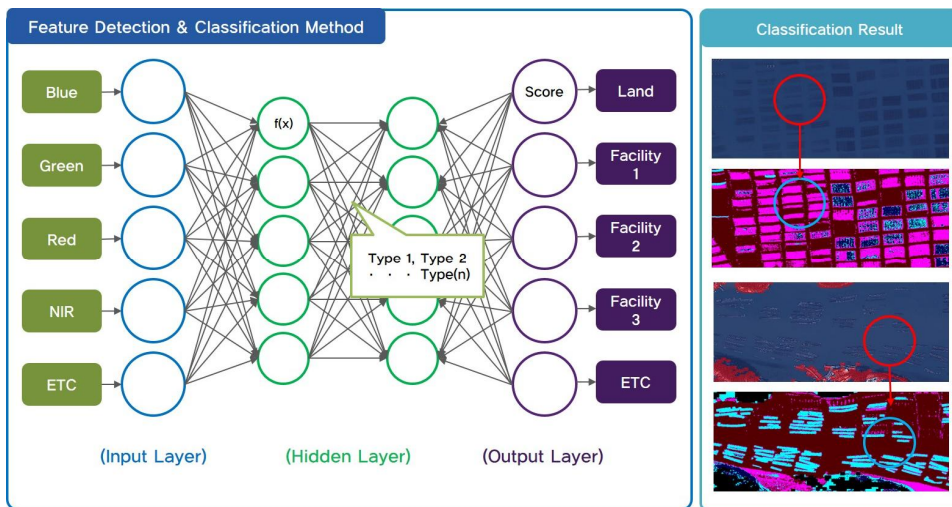 Feature Detection & Classification Method
Classification Result
Blue
Green
Red
NIR
ETC
f(x)
Type 1, Type 2
· · · Type(n)
Score
Land
Facility
1
Facility
2
Facility
3
ETC
(Input Layer)
(Hidden Layer)
(Output Layer)